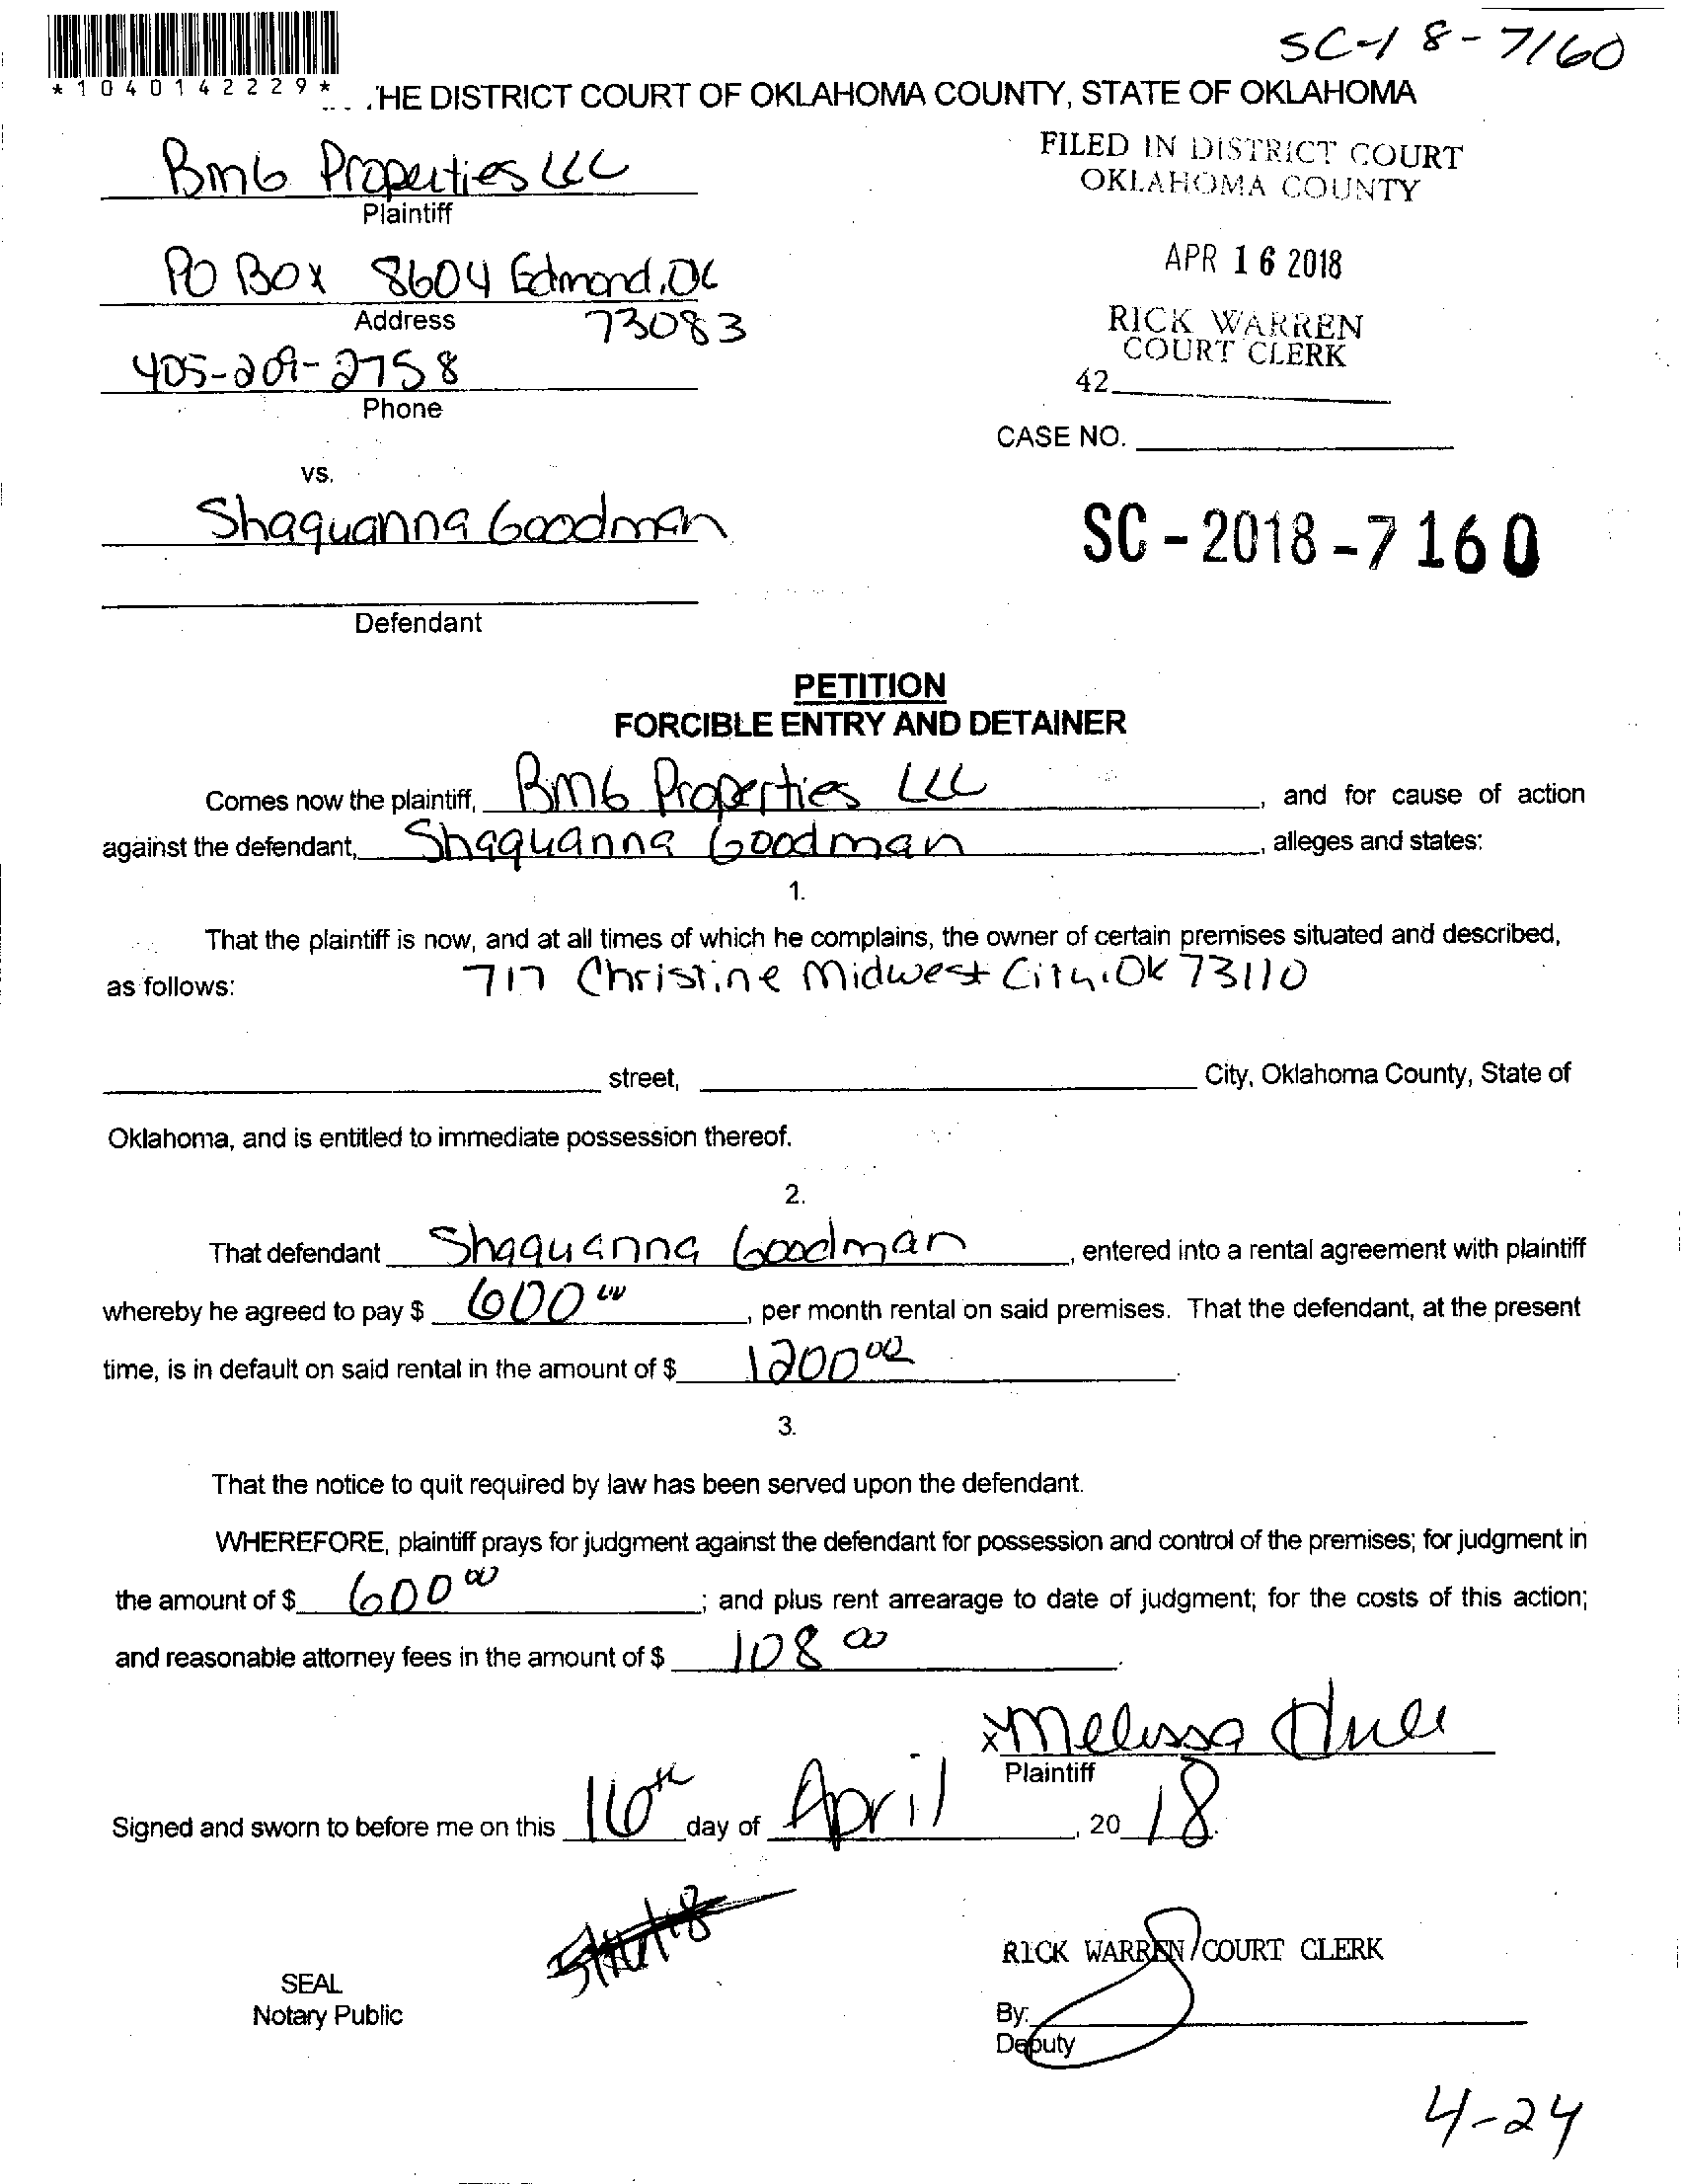 SC-18-7160
*1040142229*
HE DISTRICT COURT OF OKLAHOMA COUNTY, STATE OF OKLAHOMA
FILED IN DISTRICT COURT
OKLAHOMA COUNTY
BMG Properties LLC
Plaintiff
APR 16 2018
PO Box 8604 Edmond, OK
Address 73083
RICK WARREN
COURT CLERK
405-209-2758
Phone
42
CASE NO.
vs.
Shaquanna Goodman
SC-2018-7160
Defendant
PETITION
FORCIBLE ENTRY AND DETAINER
Comes now the plaintiff, BMG Properties LLC, and for cause of action
against the defendant, Shaquanna Goodman, alleges and states:
1.
That the plaintiff is now, and at all times of which he complains, the owner of certain premises situated and described,
as follows: 717 Christine Midwest City, OK 73110
street, City, Oklahoma County, State of
Oklahoma, and is entitled to immediate possession thereof.
2.
That defendant Shaquanna Goodman, entered into a rental agreement with plaintiff
whereby he agreed to pay $ 600 00, per month rental on said premises. That the defendant, at the present
time, is in default on said rental in the amount of $ 1200 00.
3.
That the notice to quit required by law has been served upon the defendant.
WHEREFORE, plaintiff prays for judgment against the defendant for possession and control of the premises; for judgment in
the amount of $ 600 00; and plus rent arrearage to date of judgment; for the costs of this action;
and reasonable attorney fees in the amount of $ 108 00.
x Melissa
Plaintiff
Signed and sworn to before me on this 16th day of April, 20 18.
RICK WARREN/COURT CLERK
SEAL
Notary Public
By:
Deputy
4-24